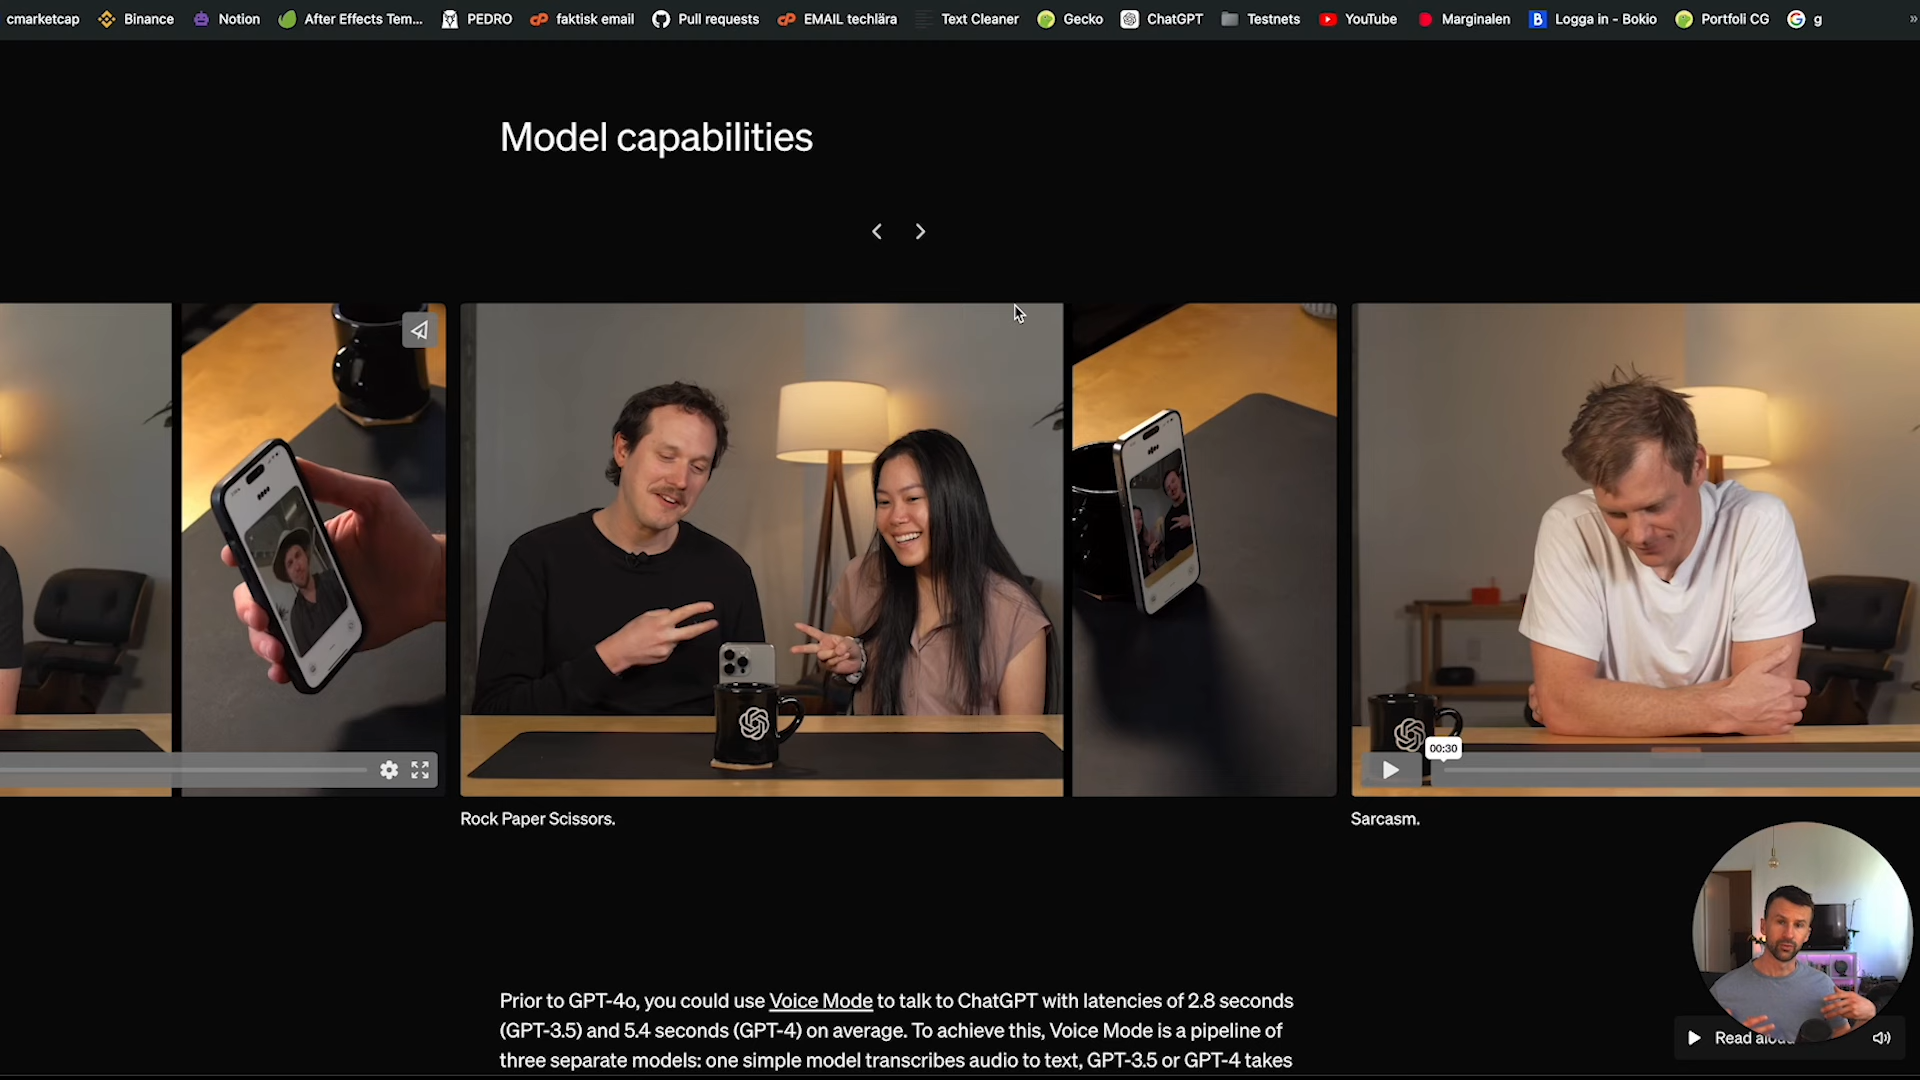 cmarketcap Binance Notion After Effects Tem... PEDRO faktisk email Pull requests EMAIL techlära Text Cleaner Gecko ChatGPT Testnets YouTube Marginalen B Logga in - Bokio Portfoli CG g »
Model capabilities
00:30
Rock Paper Scissors.
Sarcasm.
Prior to GPT-4o, you could use Voice Mode to talk to ChatGPT with latencies of 2.8 seconds
(GPT-3.5) and 5.4 seconds (GPT-4) on average. To achieve this, Voice Mode is a pipeline of
three separate models: one simple model transcribes audio to text, GPT-3.5 or GPT-4 takes
Read aloud